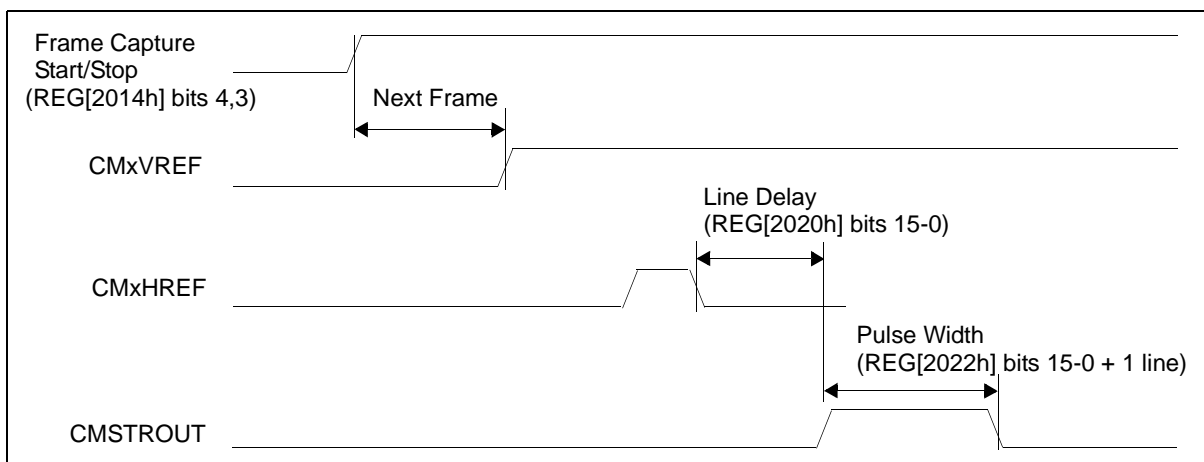 Frame Capture
Start/Stop
(REG[2014h] bits 4,3)
Next Frame
CMxVREF
Line Delay
(REG[2020h] bits 15-0)
CMxHREF
Pulse Width
(REG[2022h] bits 15-0 + 1 line)
CMSTROUT